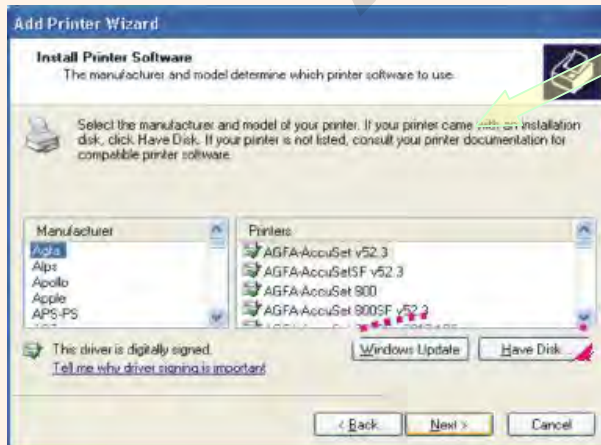 Add Printer Wizard
Install Printer Software
The manufacturer and model determine which printer software to use.
Select the manufacturer and model of your printer. If your printer came with an installation
disk, click Have Disk. If your printer is not listed, consult your printer documentation for
compatible printer software.
Manufacturer
Agfa
Alps
Apollo
Apple
APS-PS
Printers
AGFA-AccuSet v52.3
AGFA-AccuSetSF v52.3
AGFA-AccuSet 800
AGFA-AccuSet 800SF v52.3
AGFA-AccuSet
This driver is digitally signed.
Tell me why driver signing is important
Windows Update
Have Disk...
< Back
Next >
Cancel